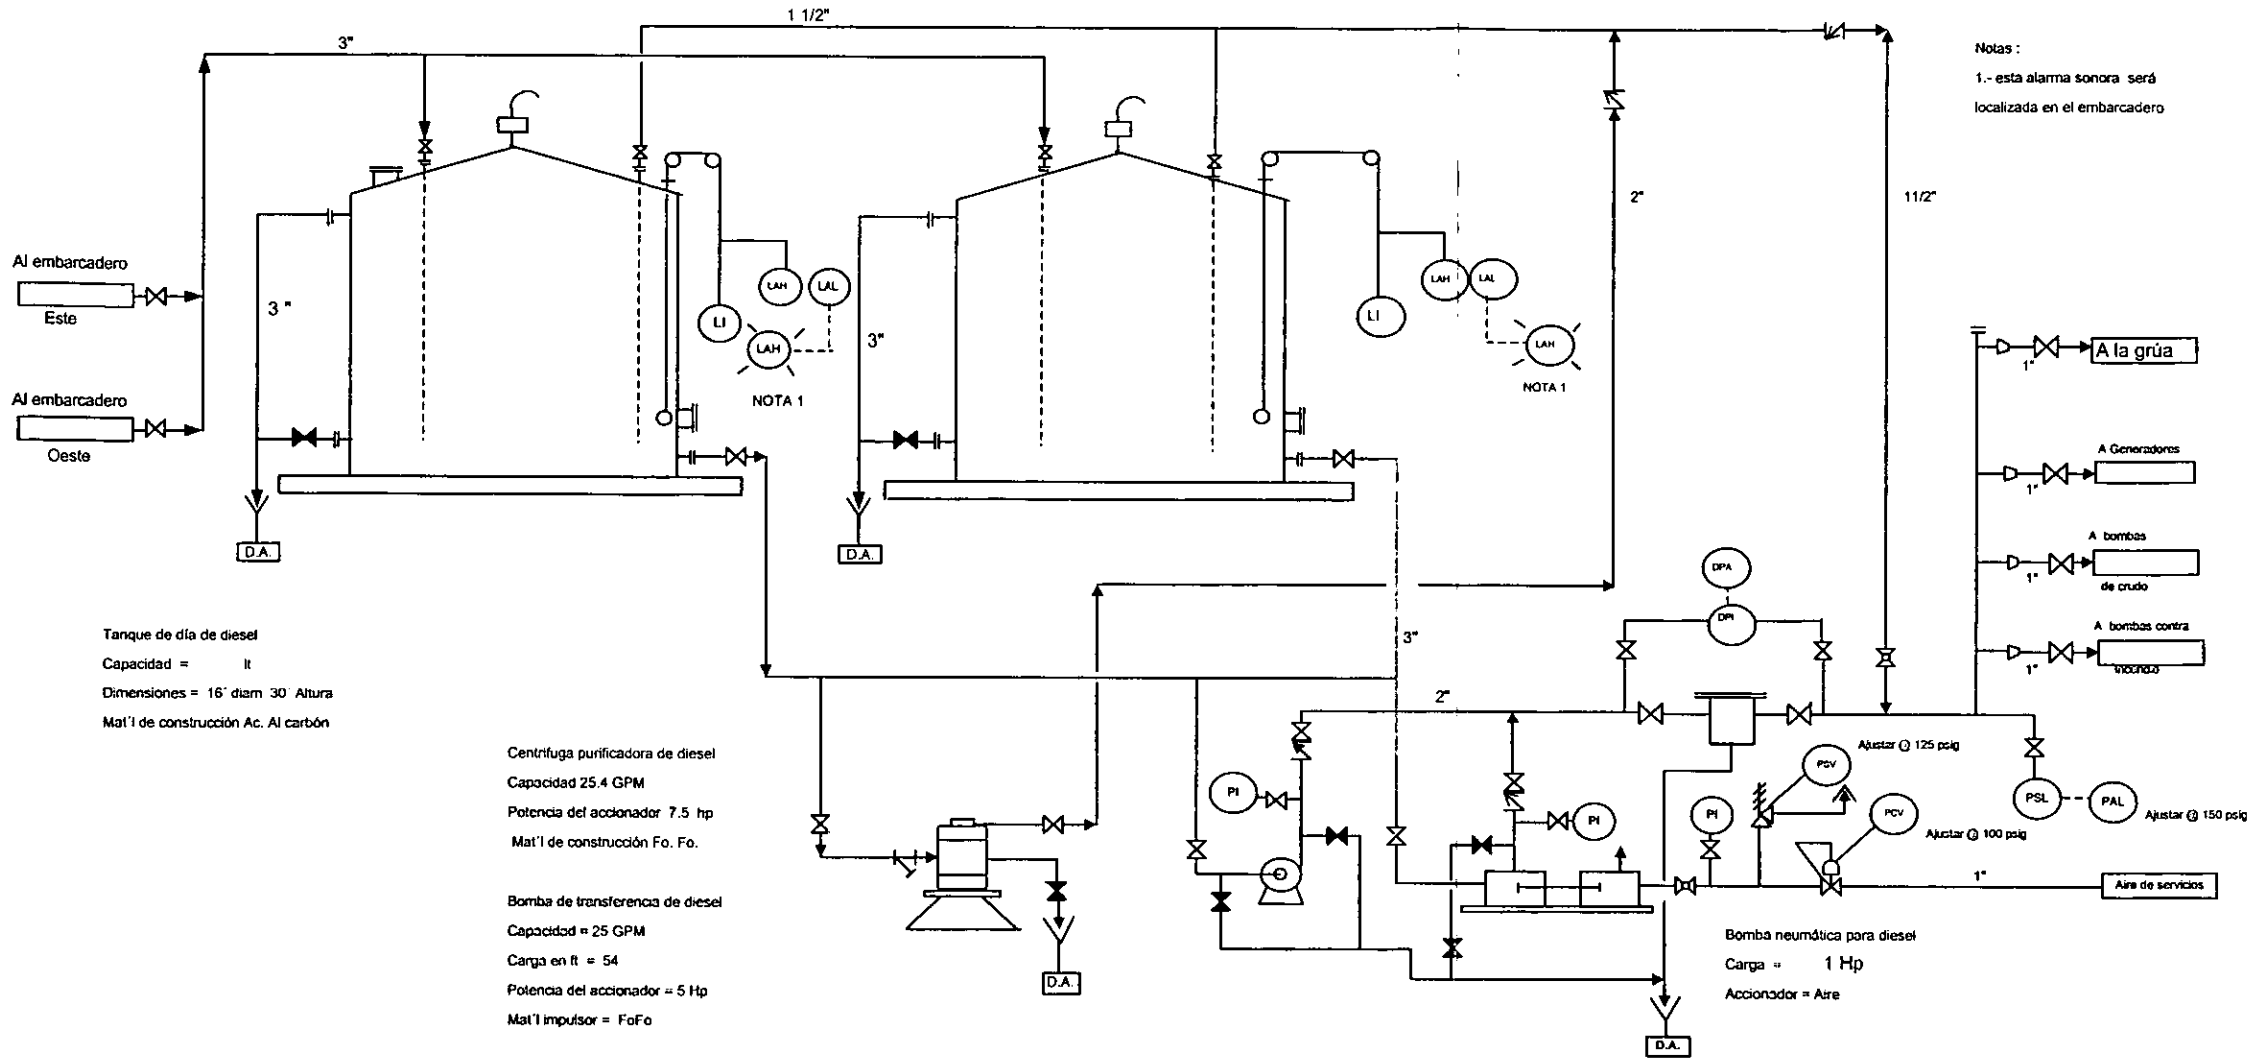 1 1/2"
3"
Notas :
1.- esta alarma sonora será
localizada en el embarcadero
2"
11/2"
Al embarcadero
Este
3 "
LAH
LAL
LI
LAH
NOTA 1
3"
LAH
LAL
LI
LAH
NOTA 1
A la grúa
1"
Al embarcadero
Oeste
A Generadores
1"
D.A.
D.A.
A bombas
1"
de crudo
DPA
DPI
A bombas contra
incendio
1"
3"
2"
Tanque de día de diesel
Capacidad = lt
Dimensiones = 16´ diam 30´ Altura
Mat´l de construcción Ac. Al carbón
Centrifuga purificadora de diesel
Capacidad 25.4 GPM
Potencia del accionador 7.5 hp
Mat´l de construcción Fo. Fo.
Bomba de transferencia de diesel
Capacidad = 25 GPM
Carga en ft = 54
Potencia del accionador = 5 Hp
Mat´l impulsor = FoFo
D.A.
PI
PI
PI
PSV
Ajustar @ 125 psig
PCV
Ajustar @ 100 psig
PSL
PAL
Ajustar @ 150 psig
1"
Aire de servicios
Bomba neumática para diesel
Carga = 1 Hp
Accionador = Aire
D.A.